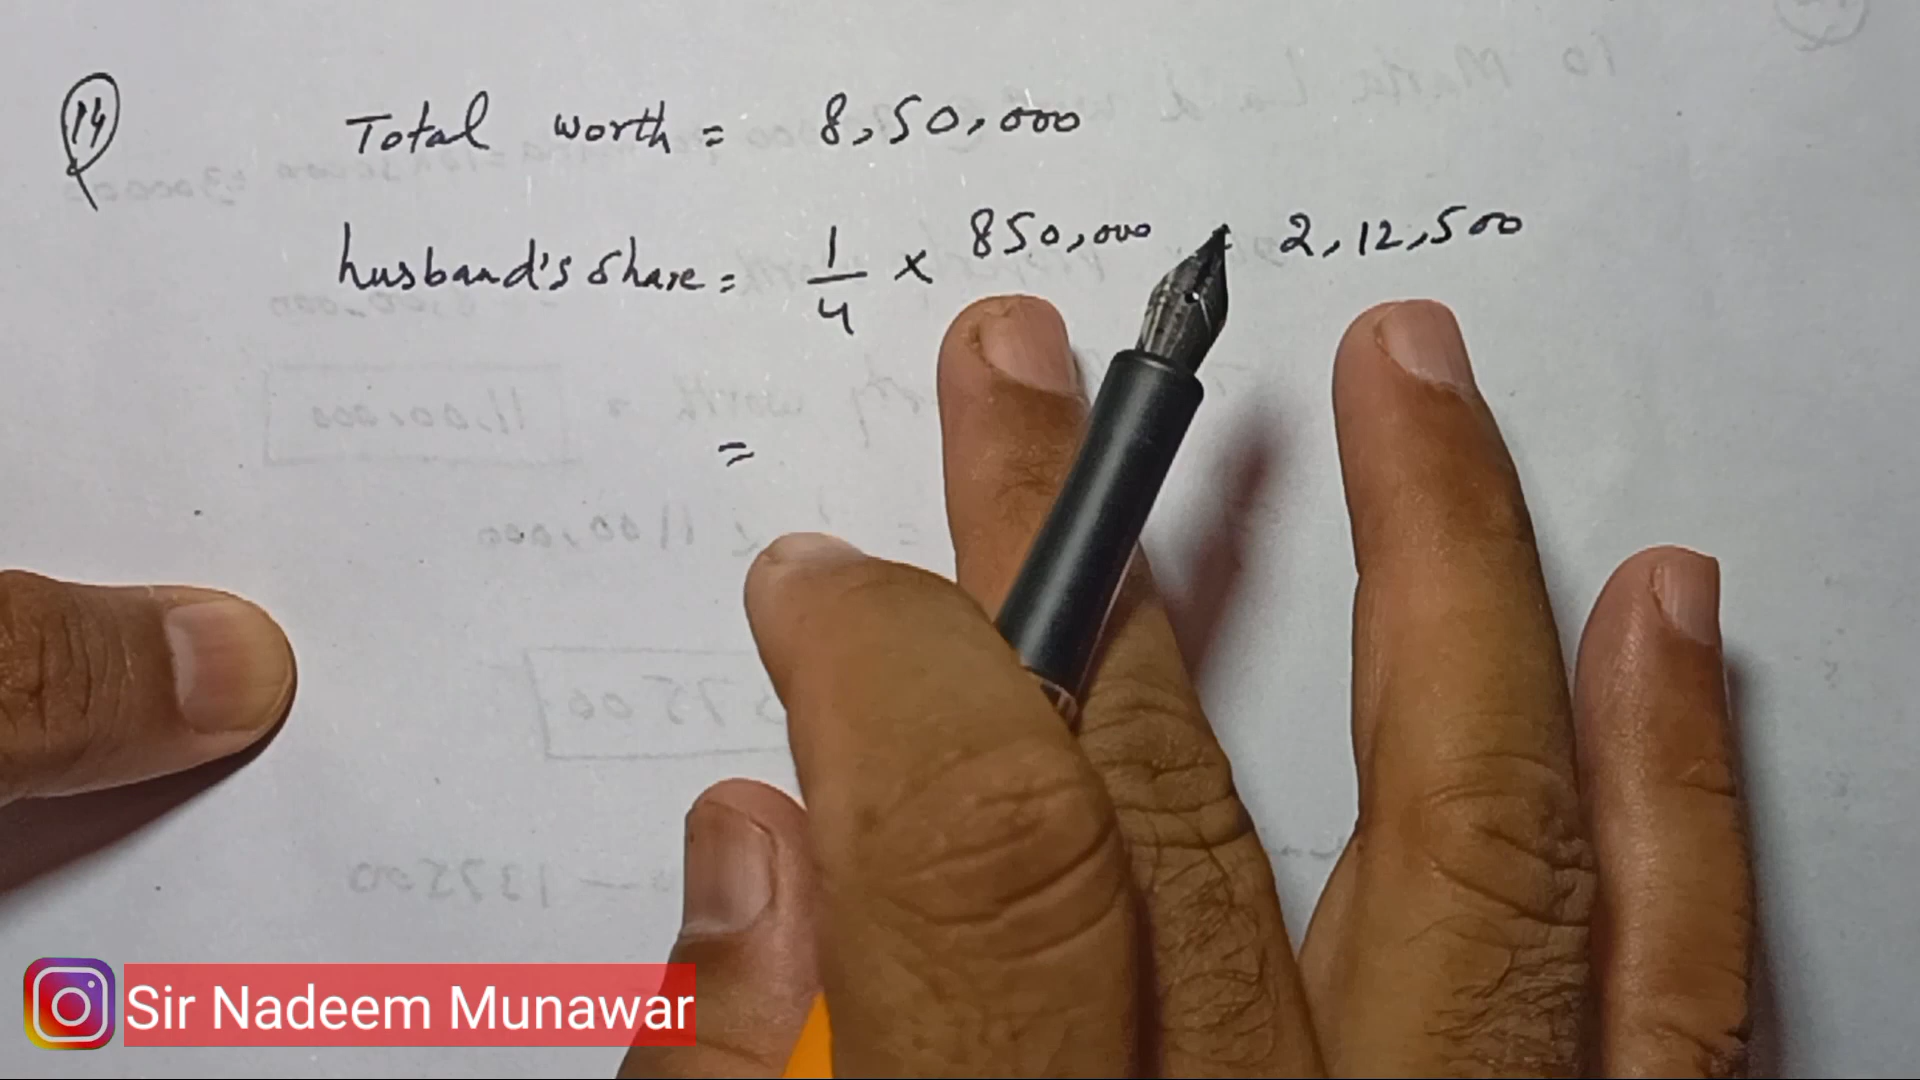 14
Total worth = 8,50,000
husband's share = 1/4 × 850,000 = 2,12,500
=
Sir Nadeem Munawar